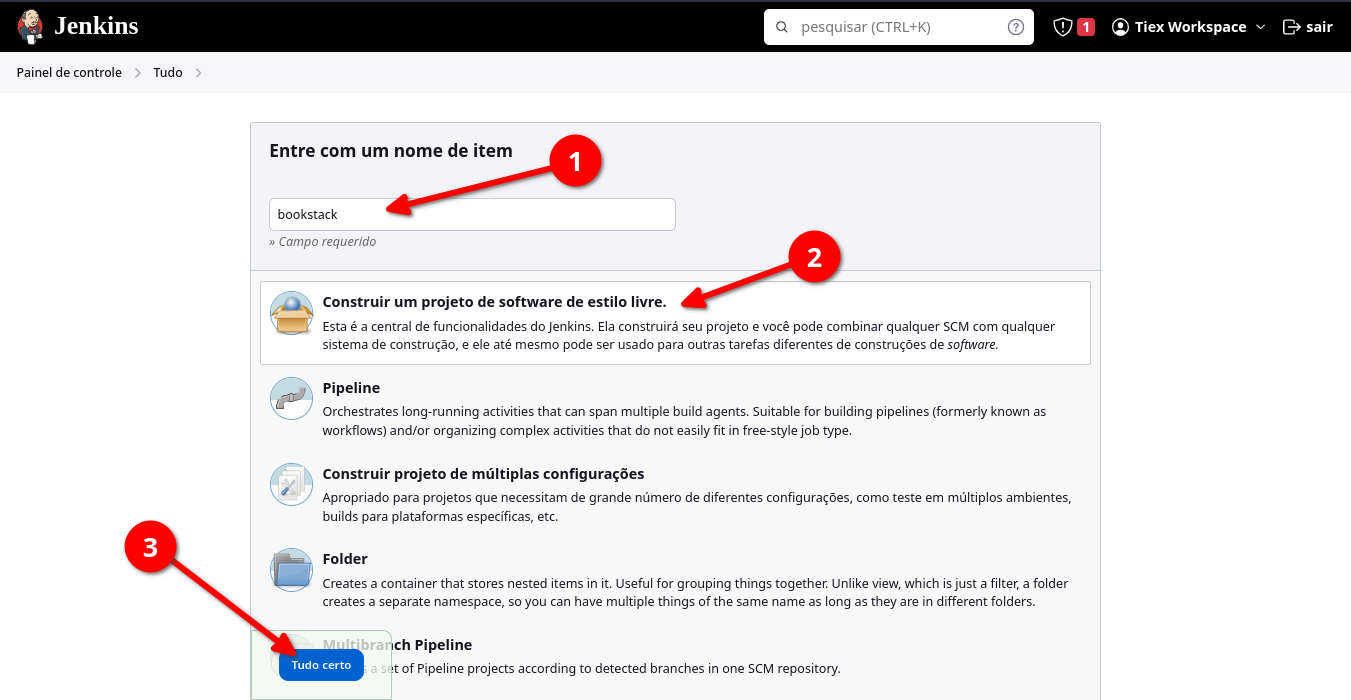 Jenkins
pesquisar (CTRL+K)
?
1
Tiex Workspace
sair
Painel de controle
Tudo
Entre com um nome de item
1
bookstack
» Campo requerido
2
Construir um projeto de software de estilo livre.
Esta é a central de funcionalidades do Jenkins. Ela construirá seu projeto e você pode combinar qualquer SCM com qualquer
sistema de construção, e ele até mesmo pode ser usado para outras tarefas diferentes de construções de software.
Pipeline
Orchestrates long-running activities that can span multiple build agents. Suitable for building pipelines (formerly known as
workflows) and/or organizing complex activities that do not easily fit in free-style job type.
Construir projeto de múltiplas configurações
Apropriado para projetos que necessitam de grande número de diferentes configurações, como teste em múltiplos ambientes,
builds para plataformas específicas, etc.
3
Folder
Creates a container that stores nested items in it. Useful for grouping things together. Unlike view, which is just a filter, a folder
creates a separate namespace, so you can have multiple things of the same name as long as they are in different folders.
Multibranch Pipeline
a set of Pipeline projects according to detected branches in one SCM repository.
Tudo certo